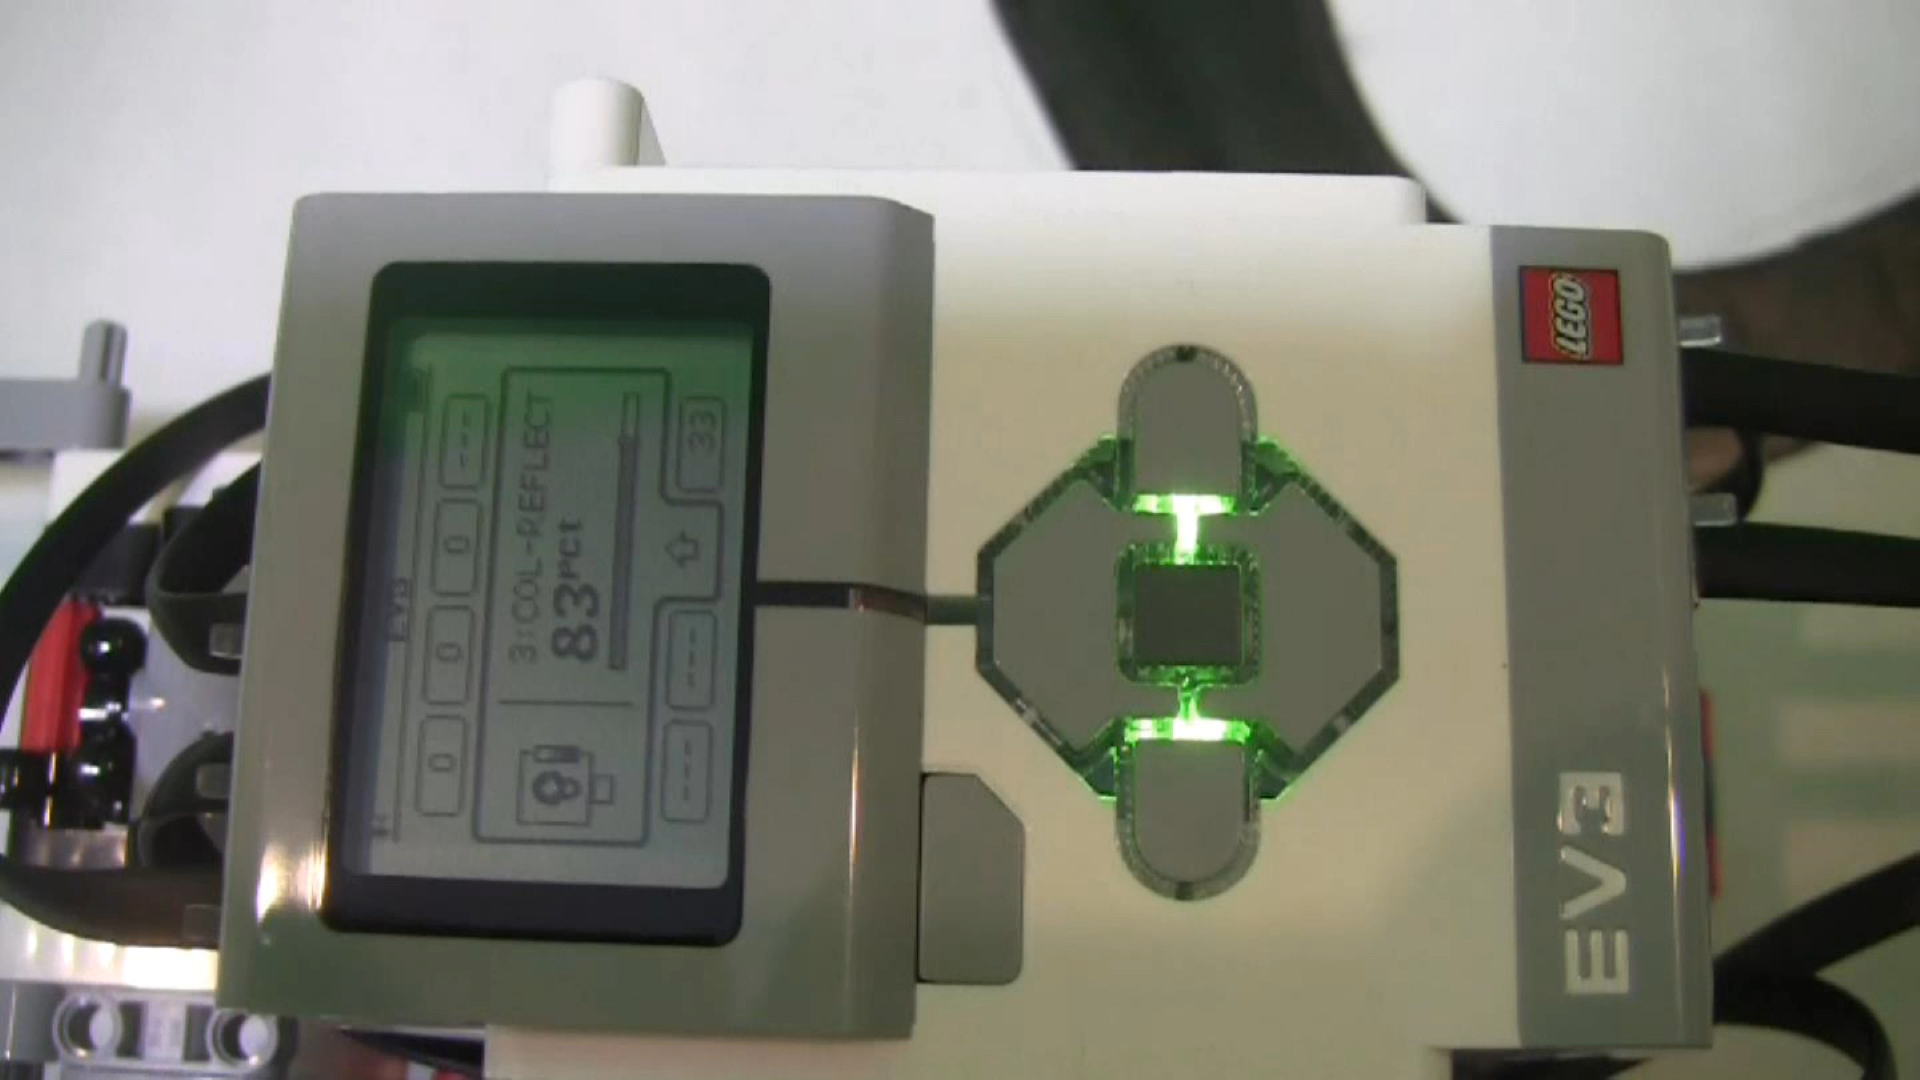 EV3
0 0 0 ---
3:COL-REFLECT
83PCT
--- --- 33
LEGO
EV3